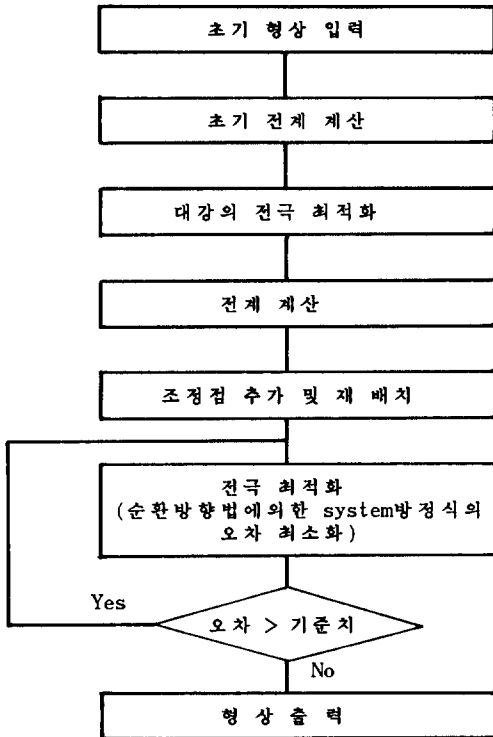 초기 형상 입력
초기 전계 계산
대강의 전극 최적화
전계 계산
조정점 추가 및 재 배치
전극 최적화
(순환방향법에의한 system방정식의
오차 최소화)
Yes
오차 > 기준치
No
형상 출력